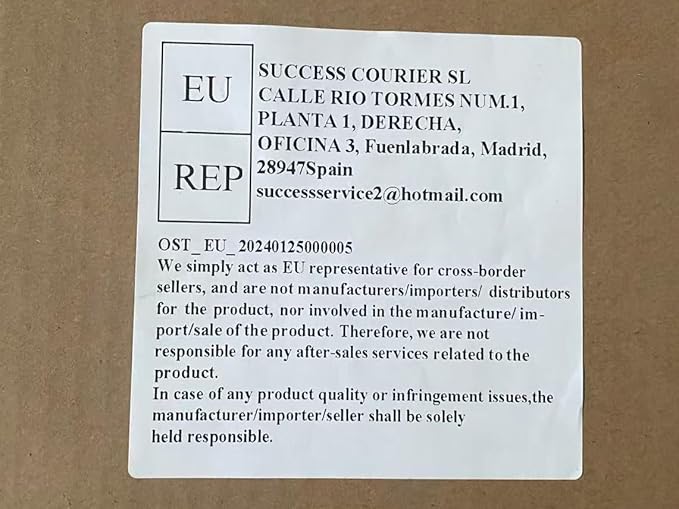 EU
REP
SUCCESS COURIER SL
CALLE RIO TORMES NUM.1,
PLANTA 1, DERECHA,
OFICINA 3, Fuenlabrada, Madrid,
28947Spain
successservice2@hotmail.com
OST_EU_20240125000005
We simply act as EU representative for cross-border
sellers, and are not manufacturers/importers/ distributors
for the product, nor involved in the manufacture/ im-
port/sale of the product. Therefore, we are not
responsible for any after-sales services related to the
product.
In case of any product quality or infringement issues,the
manufacturer/importer/seller shall be solely
held responsible.